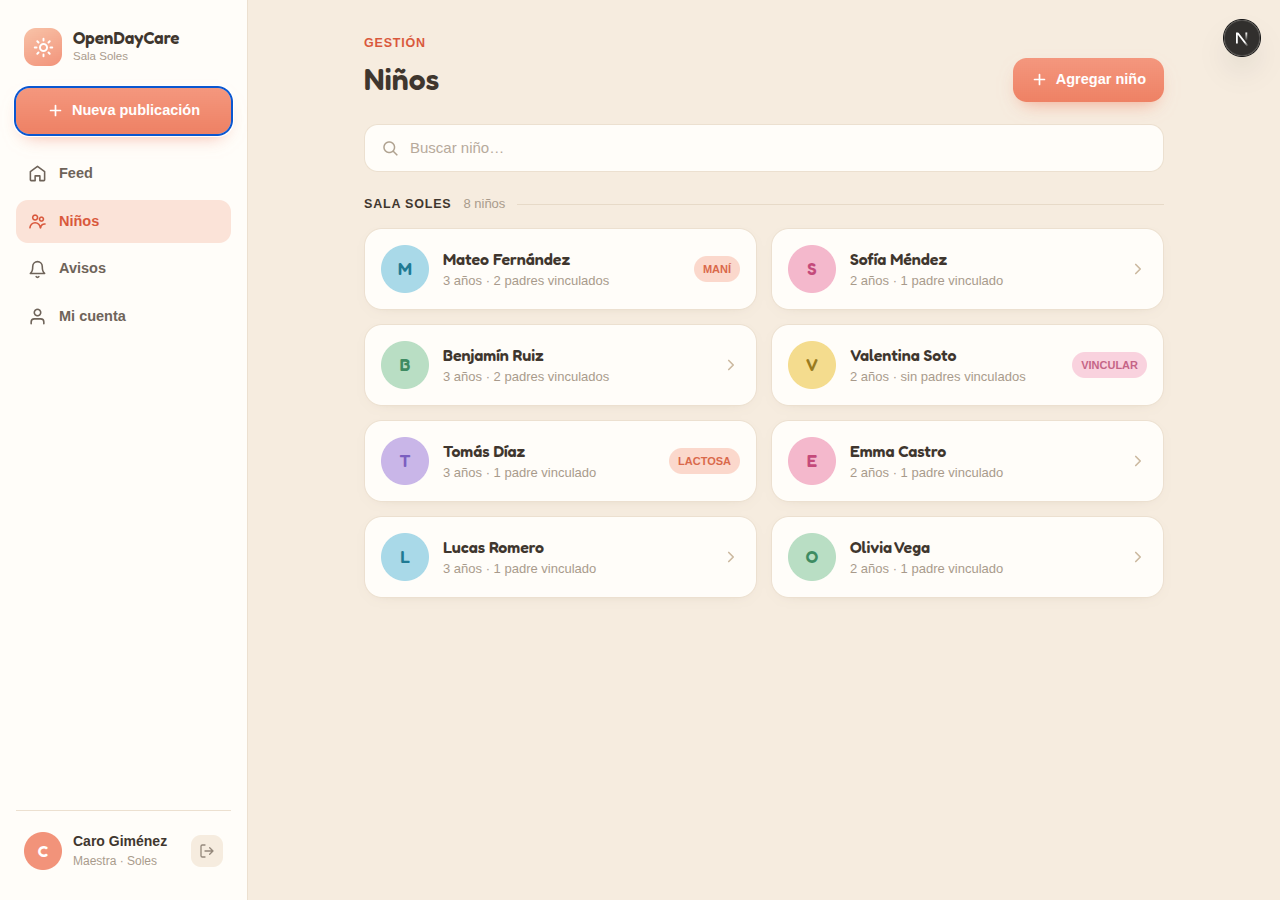 OpenDayCare
Sala Soles
Nueva publicación
Feed
Niños
Avisos
Mi cuenta
C
Caro Giménez
Maestra · Soles
GESTIÓN
Niños
Agregar niño
N
Buscar niño…
SALA SOLES 8 niños
M
Mateo Fernández
3 años · 2 padres vinculados
MANÍ
S
Sofía Méndez
2 años · 1 padre vinculado
B
Benjamín Ruiz
3 años · 2 padres vinculados
V
Valentina Soto
2 años · sin padres vinculados
VINCULAR
T
Tomás Díaz
3 años · 1 padre vinculado
LACTOSA
E
Emma Castro
2 años · 1 padre vinculado
L
Lucas Romero
3 años · 1 padre vinculado
O
Olivia Vega
2 años · 1 padre vinculado